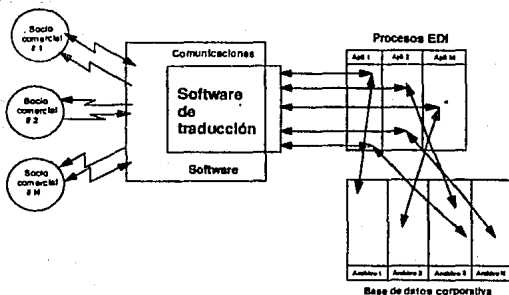 Socio
comercial
# 1
Socio
comercial
# 2
Socio
comercial
# N
Comunicaciones
Software
de
traducción
Software
Procesos EDI
Apli 1
Apli 2
Apli M
Archivo 1
Archivo 2
Archivo 3
Archivo N
Base de datos corporativa